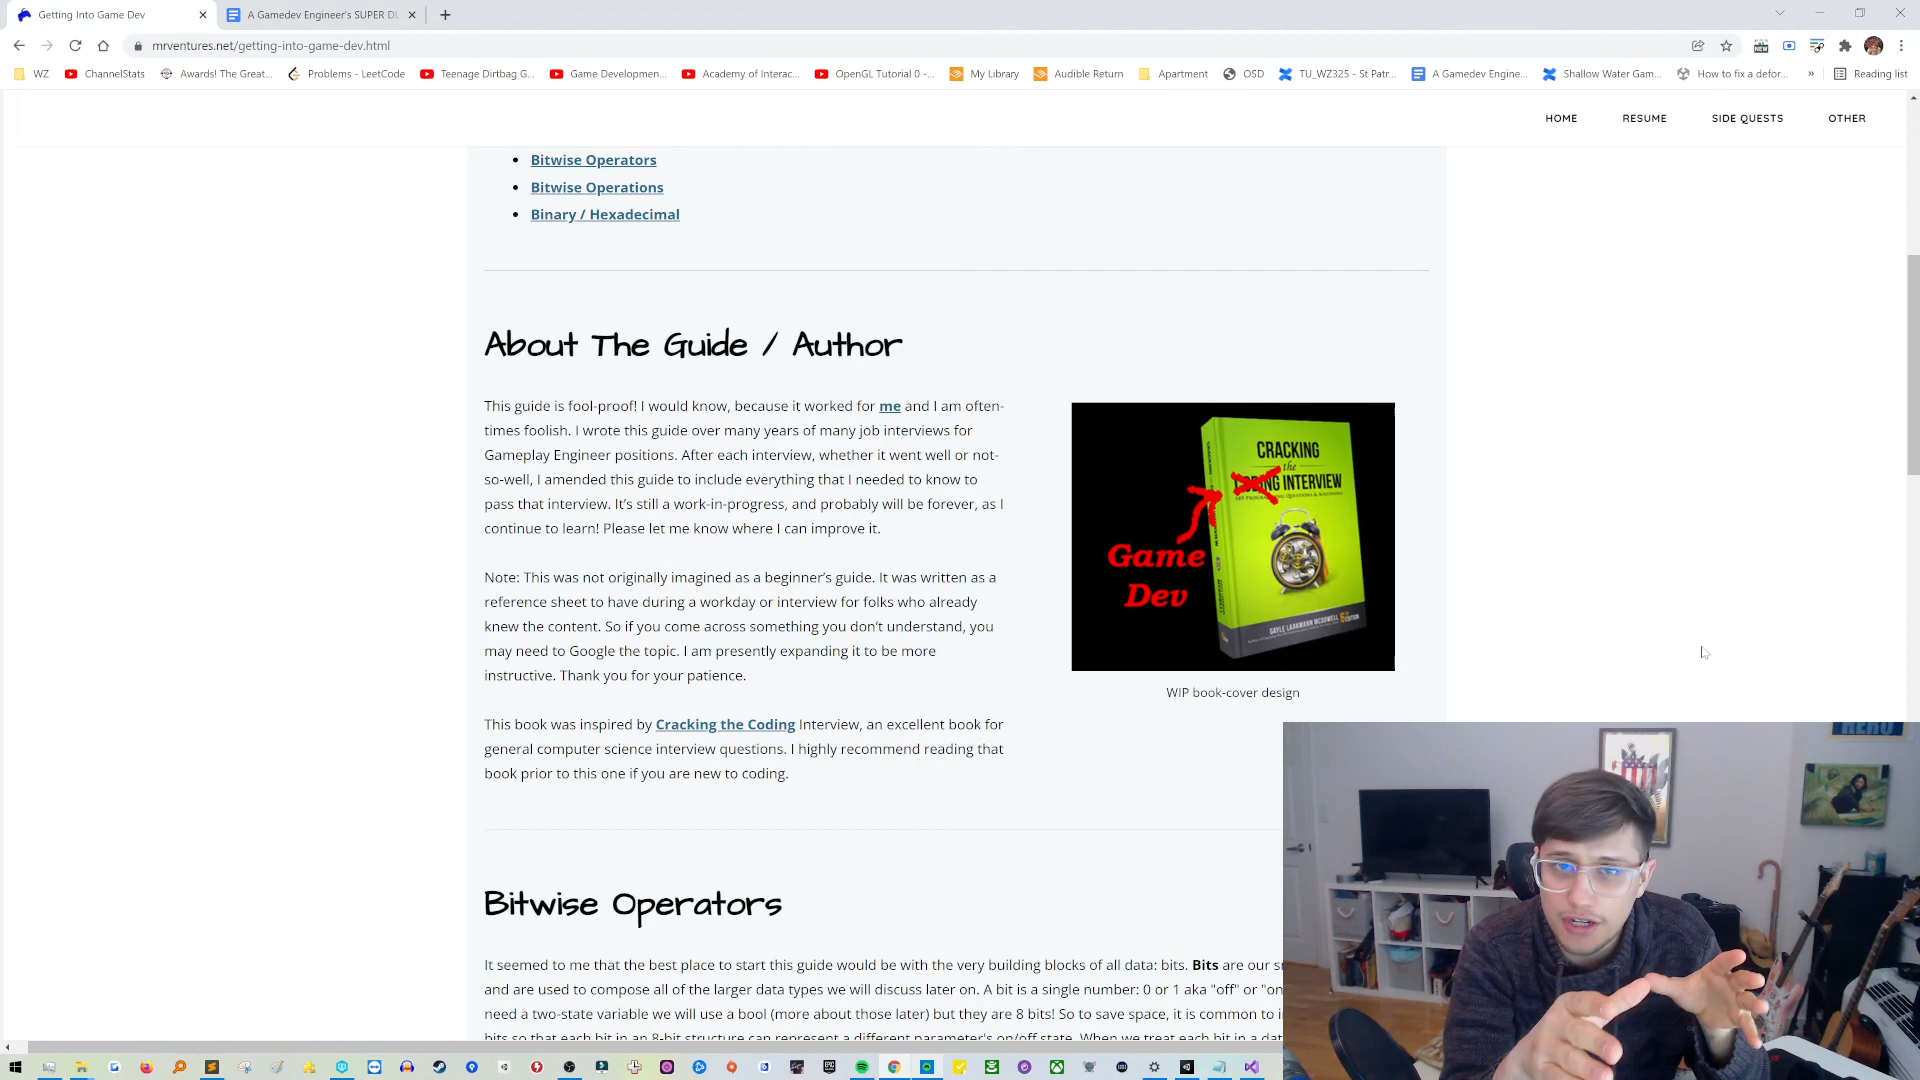 Getting Into Game Dev
A Gamedev Engineer's SUPER DU
mrventures.net/getting-into-game-dev.html
WZ
ChannelStats
Awards! The Great...
Problems - LeetCode
Teenage Dirtbag G...
Game Developmen...
Academy of Interac...
OpenGL Tutorial 0 -...
My Library
Audible Return
Apartment
OSD
TU_WZ325 - St Patr...
A Gamedev Engine...
Shallow Water Gam...
How to fix a defor...
»
Reading list
HOME
RESUME
SIDE QUESTS
OTHER
Bitwise Operators
Bitwise Operations
Binary / Hexadecimal
About The Guide / Author
This guide is fool-proof! I would know, because it worked for me and I am often-
times foolish. I wrote this guide over many years of many job interviews for
Gameplay Engineer positions. After each interview, whether it went well or not-
so-well, I amended this guide to include everything that I needed to know to
pass that interview. It's still a work-in-progress, and probably will be forever, as I
continue to learn! Please let me know where I can improve it.
Note: This was not originally imagined as a beginner's guide. It was written as a
reference sheet to have during a workday or interview for folks who already
knew the content. So if you come across something you don't understand, you
may need to Google the topic. I am presently expanding it to be more
instructive. Thank you for your patience.
This book was inspired by Cracking the Coding Interview, an excellent book for
general computer science interview questions. I highly recommend reading that
book prior to this one if you are new to coding.
CRACKING
the
CODING INTERVIEW
189 PROGRAMMING QUESTIONS & SOLUTIONS
Game
Dev
GAYLE LAAKMANN MCDOWELL
WIP book-cover design
Bitwise Operators
It seemed to me that the best place to start this guide would be with the very building blocks of all data: bits. Bits are our s
and are used to compose all of the larger data types we will discuss later on. A bit is a single number: 0 or 1 aka "off" or "on
need a two-state variable we will use a bool (more about those later) but they are 8 bits! So to save space, it is common to i
bits so that each bit in an 8-bit structure can represent a different parameter's on/off state. When we treat each bit in a dat